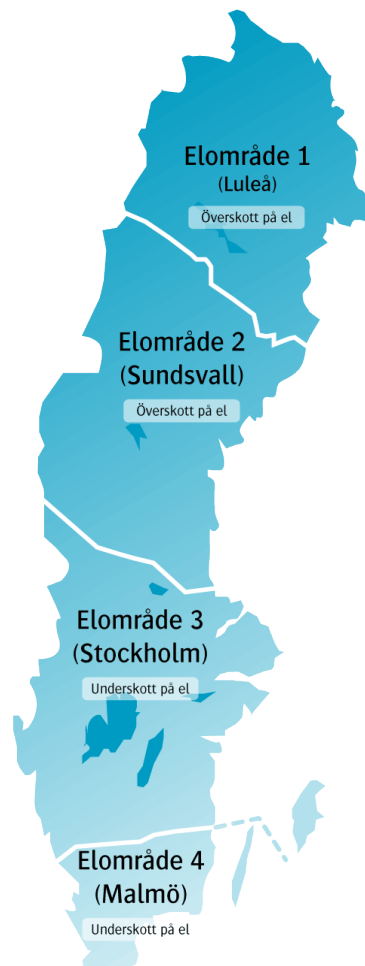 Elområde 1
(Luleå)
Överskott på el
Elområde 2
(Sundsvall)
Överskott på el
Elområde 3
(Stockholm)
Underskott på el
Elområde 4
(Malmö)
Underskott på el